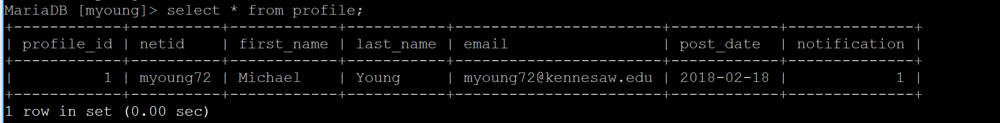 MariaDB [myoung]> select * from profile;
+------------+----------+------------+-----------+-----------------------+------------+--------------+
| profile_id | netid    | first_name | last_name | email                 | post_date  | notification |
+------------+----------+------------+-----------+-----------------------+------------+--------------+
|          1 | myoung72 | Michael    | Young     | myoung72@kennesaw.edu | 2018-02-18 |            1 |
+------------+----------+------------+-----------+-----------------------+------------+--------------+
1 row in set (0.00 sec)